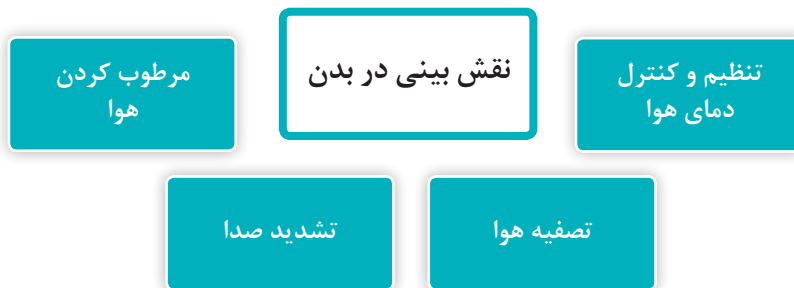 نقش بینی در بدن
تنظیم و کنترل
دمای هوا
مرطوب کردن
هوا
تصفیه هوا
تشدید صدا